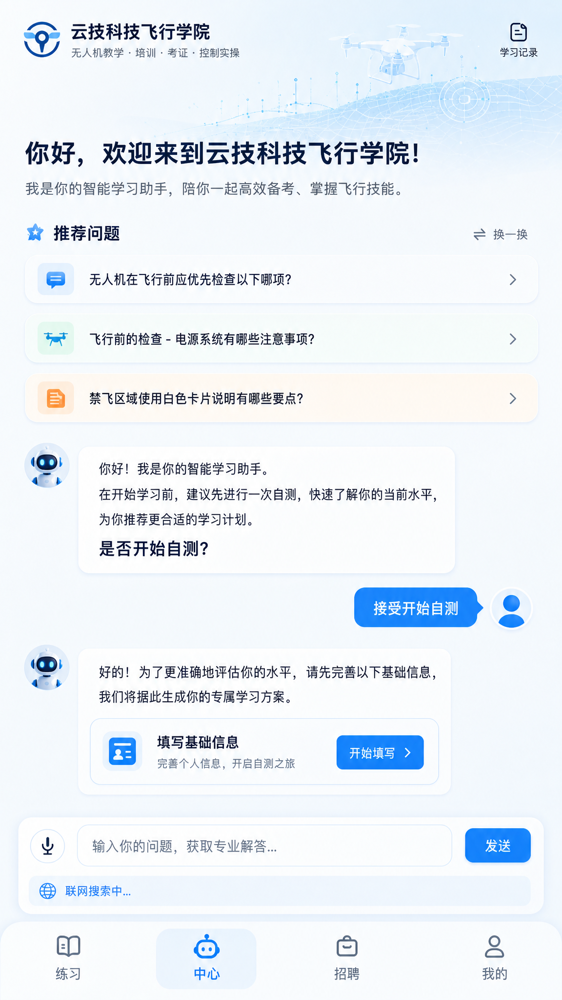 云技科技飞行学院
无人机教学 · 培训 · 考证 · 控制实操
学习记录
你好，欢迎来到云技科技飞行学院！
我是你的智能学习助手，陪你一起高效备考、掌握飞行技能。
推荐问题
换一换
无人机在飞行前应优先检查以下哪项？
飞行前的检查 - 电源系统有哪些注意事项？
禁飞区域使用白色卡片说明有哪些要点？
你好！我是你的智能学习助手。
在开始学习前，建议先进行一次自测，快速了解你的当前水平，
为你推荐更合适的学习计划。
是否开始自测？
接受开始自测
好的！为了更准确地评估你的水平，请先完善以下基础信息，
我们将据此生成你的专属学习方案。
填写基础信息
完善个人信息，开启自测之旅
开始填写
输入你的问题，获取专业解答...
发送
联网搜索中...
练习
中心
招聘
我的